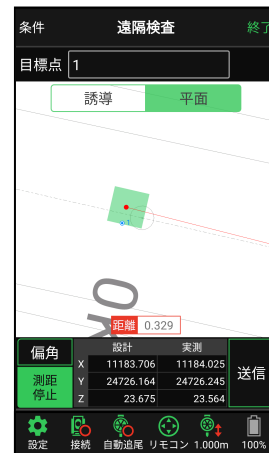 条件 遠隔検査 終了
目標点 1
誘導 平面
1
距離 0.329
偏角 設計 実測
X 11183.706 11184.025
測距停止 Y 24726.164 24726.245 送信
Z 23.675 23.564
設定 接続 自動追尾 リモコン 1.000m 100%